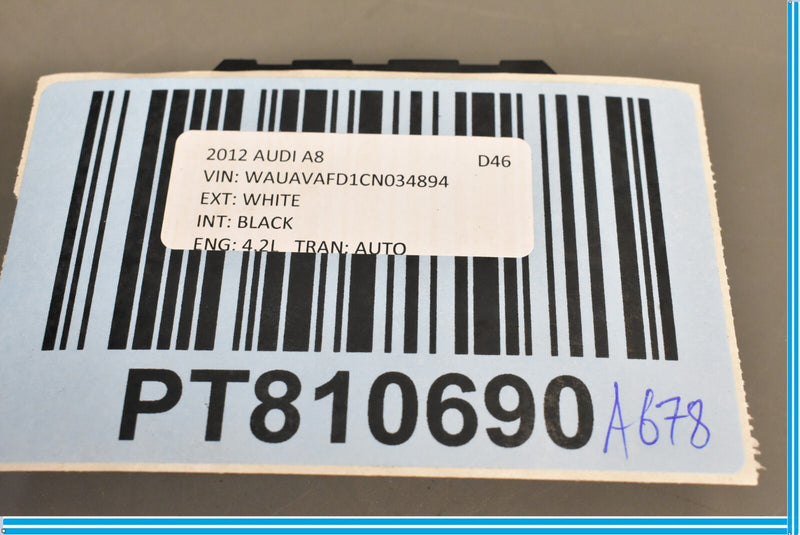 2012 AUDI A8 D46
VIN: WAUAVAFD1CN034894
EXT: WHITE
INT: BLACK
ENG: 4.2L TRAN: AUTO
PT810690 A678